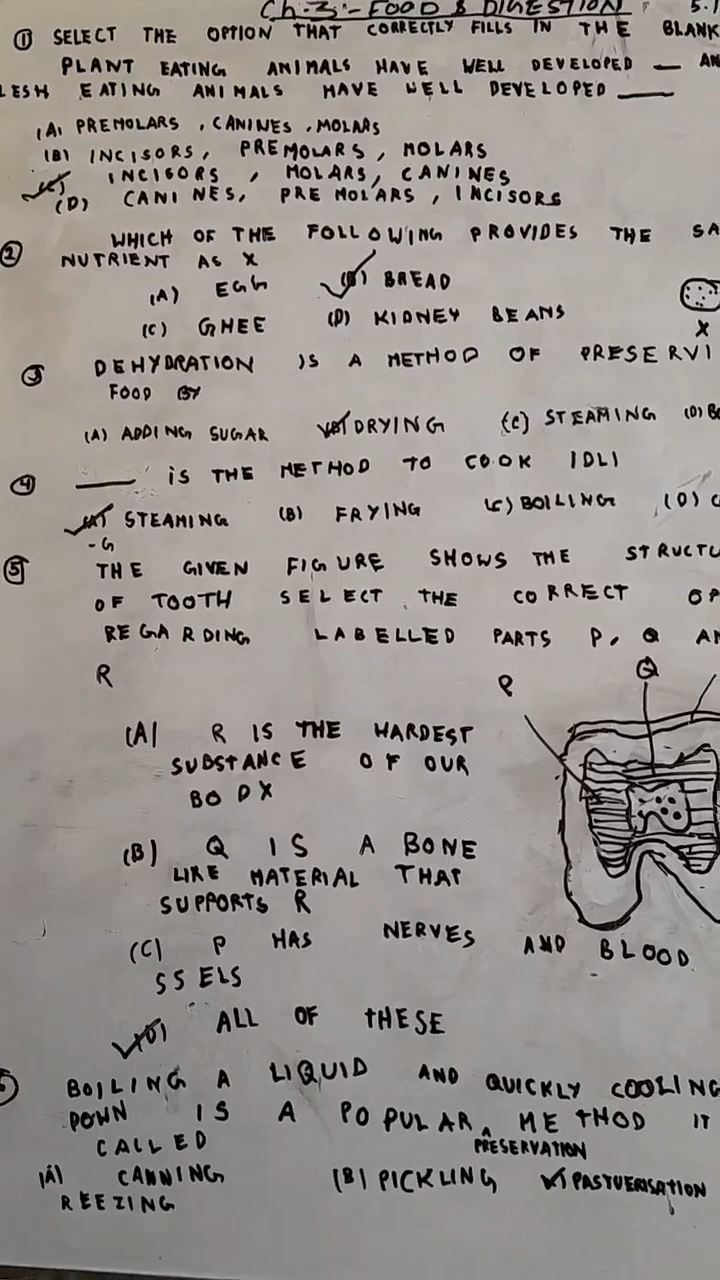 Ch-3:- FOOD & DIGESTION 5.1
① SELECT THE OPTION THAT CORRECTLY FILLS IN THE BLANK
PLANT EATING ANIMALS HAVE WELL DEVELOPED __ AN
LESH EATING ANIMALS HAVE WELL DEVELOPED ____
(A) PREMOLARS, CANINES, MOLARS
(B) INCISORS, PREMOLARS, MOLARS
(C) INCISORS, MOLARS, CANINES
(D) CANINES, PREMOLARS, INCISORS
② WHICH OF THE FOLLOWING PROVIDES THE SA
NUTRIENT AS X
(A) EGG (B) BREAD
(C) GHEE (D) KIDNEY BEANS
X
③ DEHYDRATION IS A METHOD OF PRESERVI
FOOD BY
(A) ADDING SUGAR (B) DRYING (C) STEAMING (D) BO
④ ____ IS THE METHOD TO COOK IDLI
(A) STEAMING (B) FRYING (C) BOILING (D) G
-G
⑤ THE GIVEN FIGURE SHOWS THE STRUCTU
OF TOOTH SELECT THE CORRECT OP
REGARDING LABELLED PARTS P, Q AN
R
P Q
(A) R IS THE HARDEST
SUBSTANCE OF OUR
BODY
(B) Q IS A BONE
LIKE MATERIAL THAT
SUPPORTS R
(C) P HAS NERVES AND BLOOD
SSELS
(D) ALL OF THESE
BOILING A LIQUID AND QUICKLY COOLING
DOWN IS A POPULAR PRESERVATION METHOD IT
CALLED
(A) CANNING (B) PICKLING PASTUERISATION
REEZING